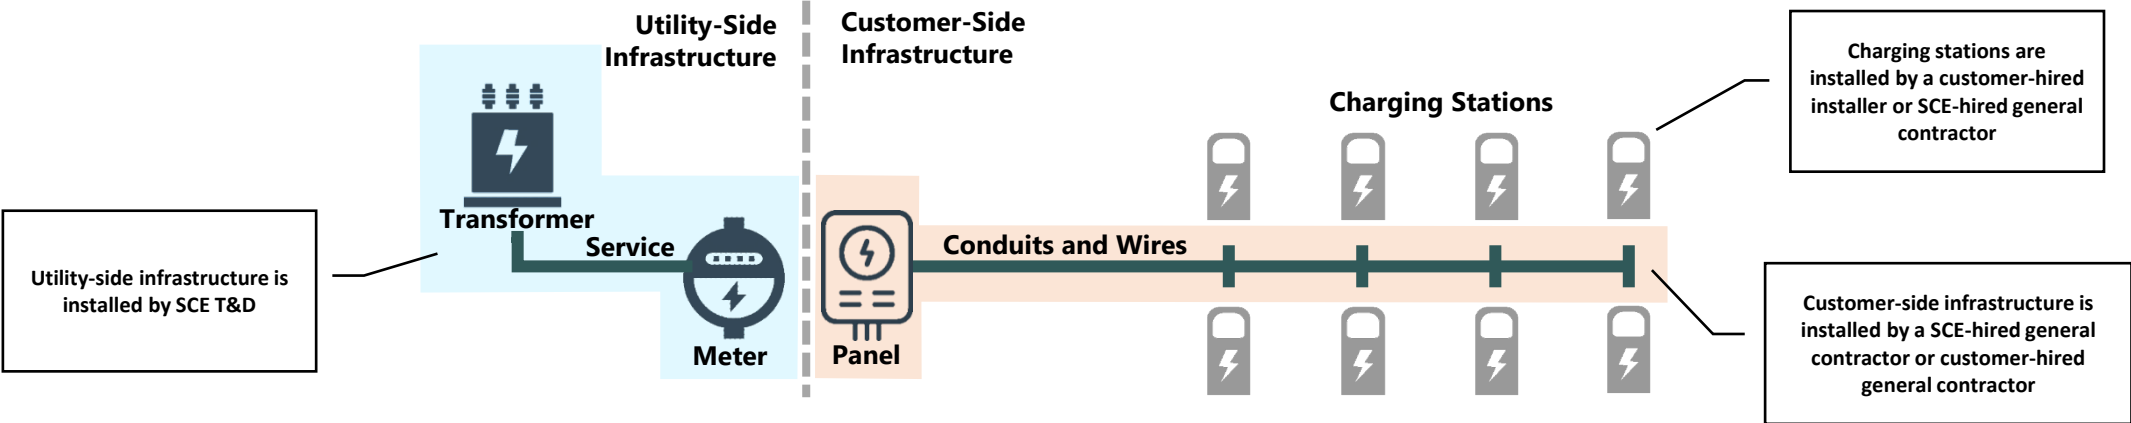 Utility-Side
Infrastructure
Customer-Side
Infrastructure
Charging Stations
Charging stations are
installed by a customer-hired
installer or SCE-hired general
contractor
Transformer
Service
Meter
Panel
Conduits and Wires
Utility-side infrastructure is
installed by SCE T&D
Customer-side infrastructure is
installed by a SCE-hired general
contractor or customer-hired
general contractor